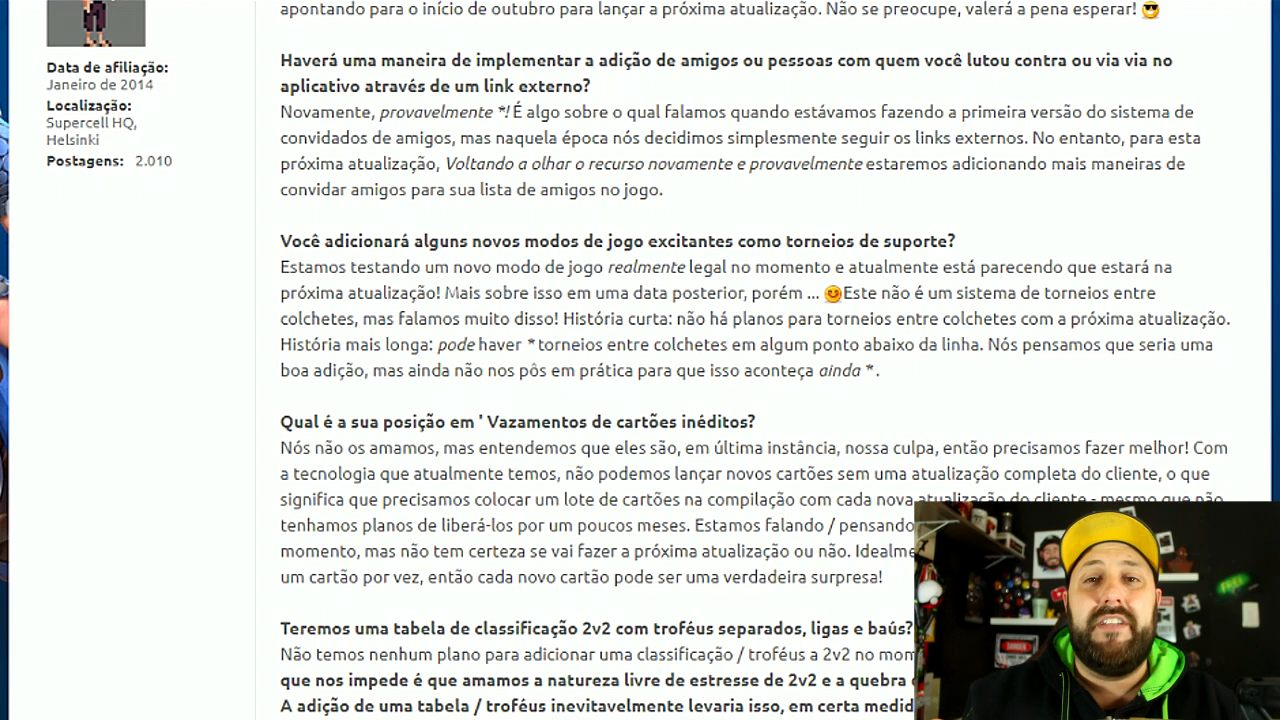 apontando para o início de outubro para lançar a próxima atualização. Não se preocupe, valerá a pena esperar!
Data de afiliação:
Janeiro de 2014
Localização:
Supercell HQ,
Helsinki
Postagens: 2.010
Haverá uma maneira de implementar a adição de amigos ou pessoas com quem você lutou contra ou via via no
aplicativo através de um link externo?
Novamente, provavelmente *! É algo sobre o qual falamos quando estávamos fazendo a primeira versão do sistema de
convidados de amigos, mas naquela época nós decidimos simplesmente seguir os links externos. No entanto, para esta
próxima atualização, Voltando a olhar o recurso novamente e provavelmente estaremos adicionando mais maneiras de
convidar amigos para sua lista de amigos no jogo.
Você adicionará alguns novos modos de jogo excitantes como torneios de suporte?
Estamos testando um novo modo de jogo realmente legal no momento e atualmente está parecendo que estará na
próxima atualização! Mais sobre isso em uma data posterior, porém ... Este não é um sistema de torneios entre
colchetes, mas falamos muito disso! História curta: não há planos para torneios entre colchetes com a próxima atualização.
História mais longa: pode haver * torneios entre colchetes em algum ponto abaixo da linha. Nós pensamos que seria uma
boa adição, mas ainda não nos pôs em prática para que isso aconteça ainda * .
Qual é a sua posição em ' Vazamentos de cartões inéditos?
Nós não os amamos, mas entendemos que eles são, em última instância, nossa culpa, então precisamos fazer melhor! Com
a tecnologia que atualmente temos, não podemos lançar novos cartões sem uma atualização completa do cliente, o que
significa que precisamos colocar um lote de cartões na compilação com cada nova atualização do cliente - mesmo que não
tenhamos planos de liberá-los por um poucos meses. Estamos falando / pensando
momento, mas não tem certeza se vai fazer a próxima atualização ou não.
um cartão por vez, então cada novo cartão pode ser uma verdadeira surpresa!
Teremos uma tabela de classificação 2v2 com troféus separados, ligas e baús?
Não temos nenhum plano para adicionar uma classificação / troféus a 2v2 no
que nos impede é que amamos a natureza livre de estresse de 2v2 e a quebra
A adição de uma tabela / troféus inevitavelmente levaria isso, em certa
DANGER